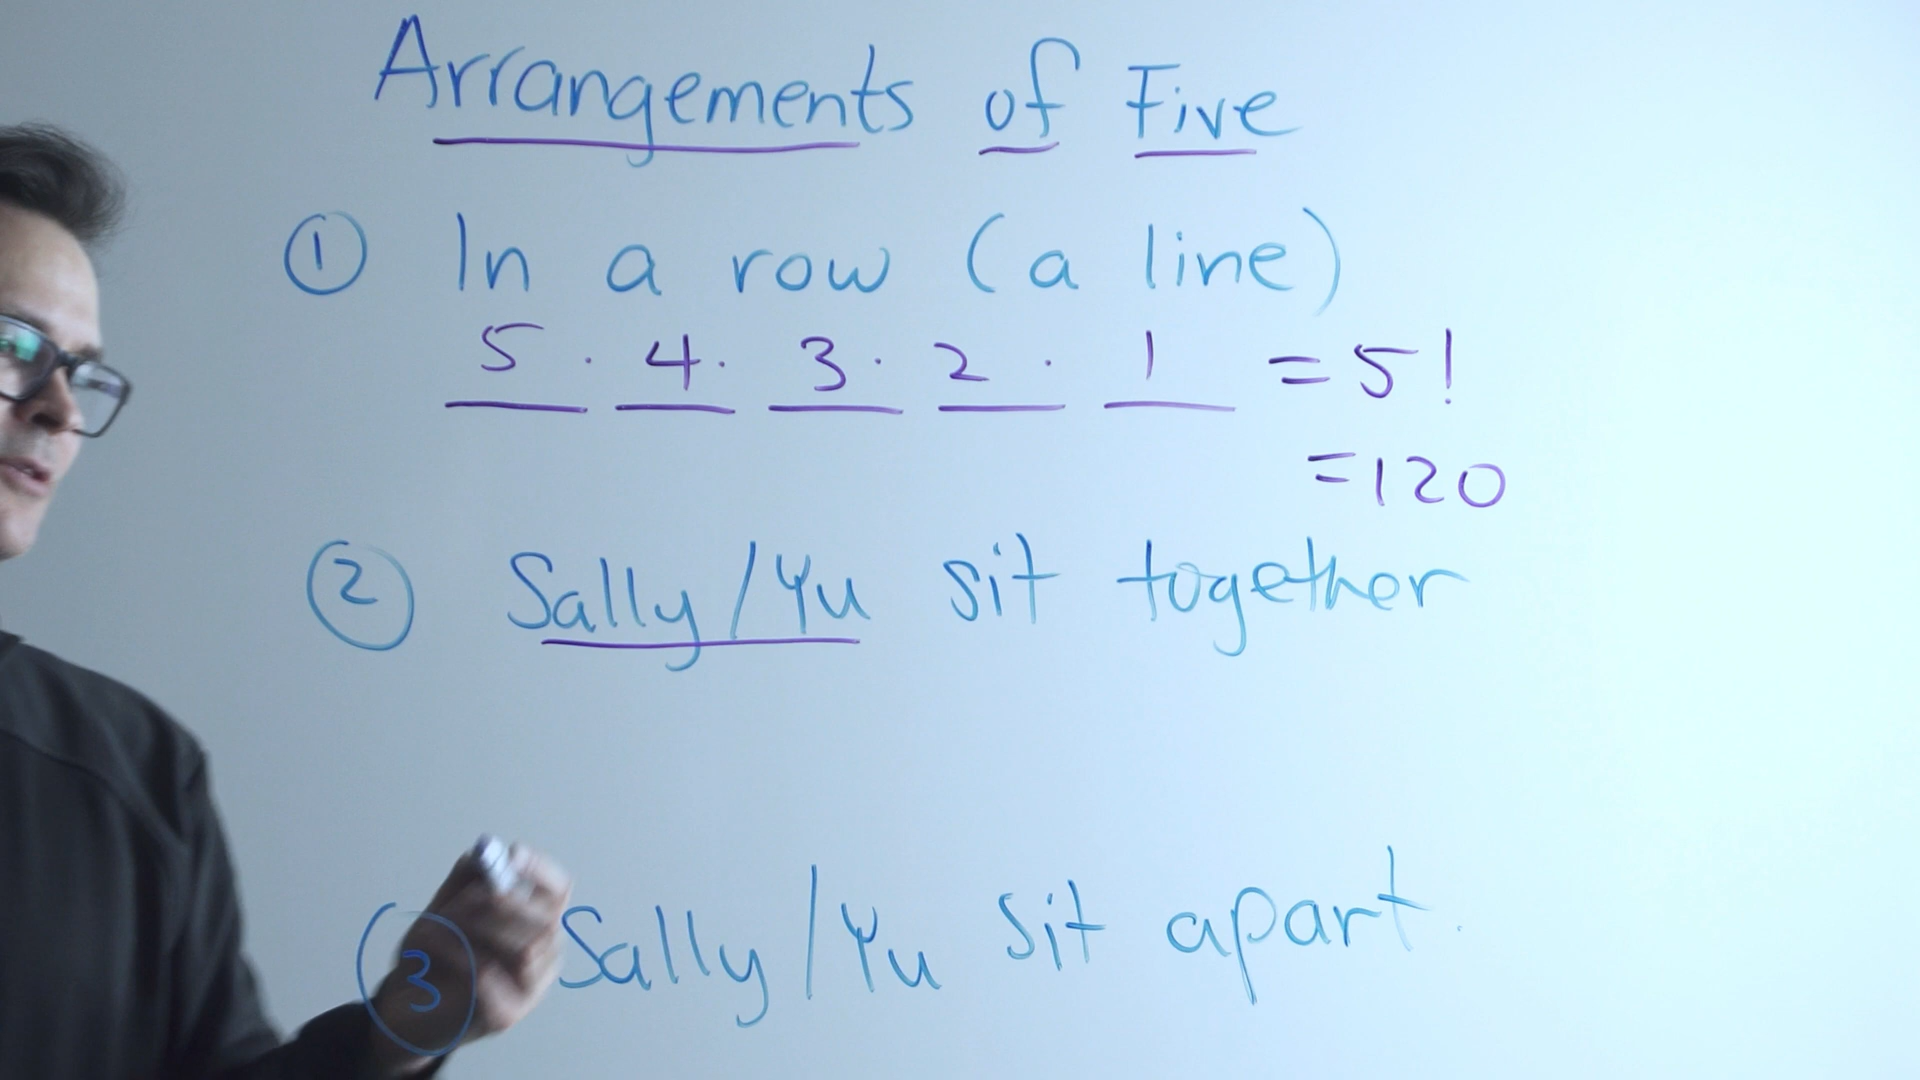 Arrangements of Five
① In a row (a line)
5 · 4 · 3 · 2 · 1 = 5!
= 120
② Sally/Yu sit together
③ Sally/Yu sit apart.